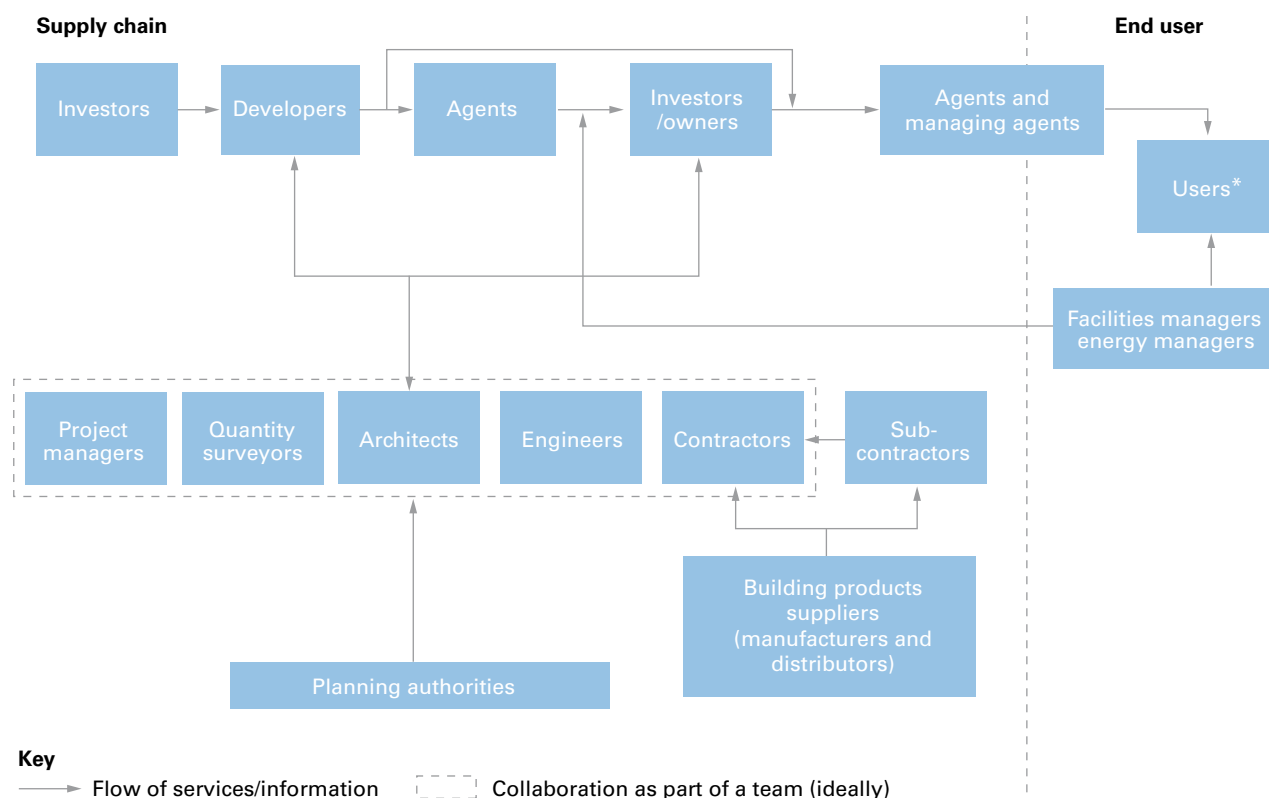 Supply chain
End user
Investors
Developers
Agents
Investors
/owners
Agents and
managing agents
Users*
Facilities managers
energy managers
Project
managers
Quantity
surveyors
Architects
Engineers
Contractors
Sub-
contractors
Building products
suppliers
(manufacturers and
distributors)
Planning authorities
Key
Flow of services/information
Collaboration as part of a team (ideally)